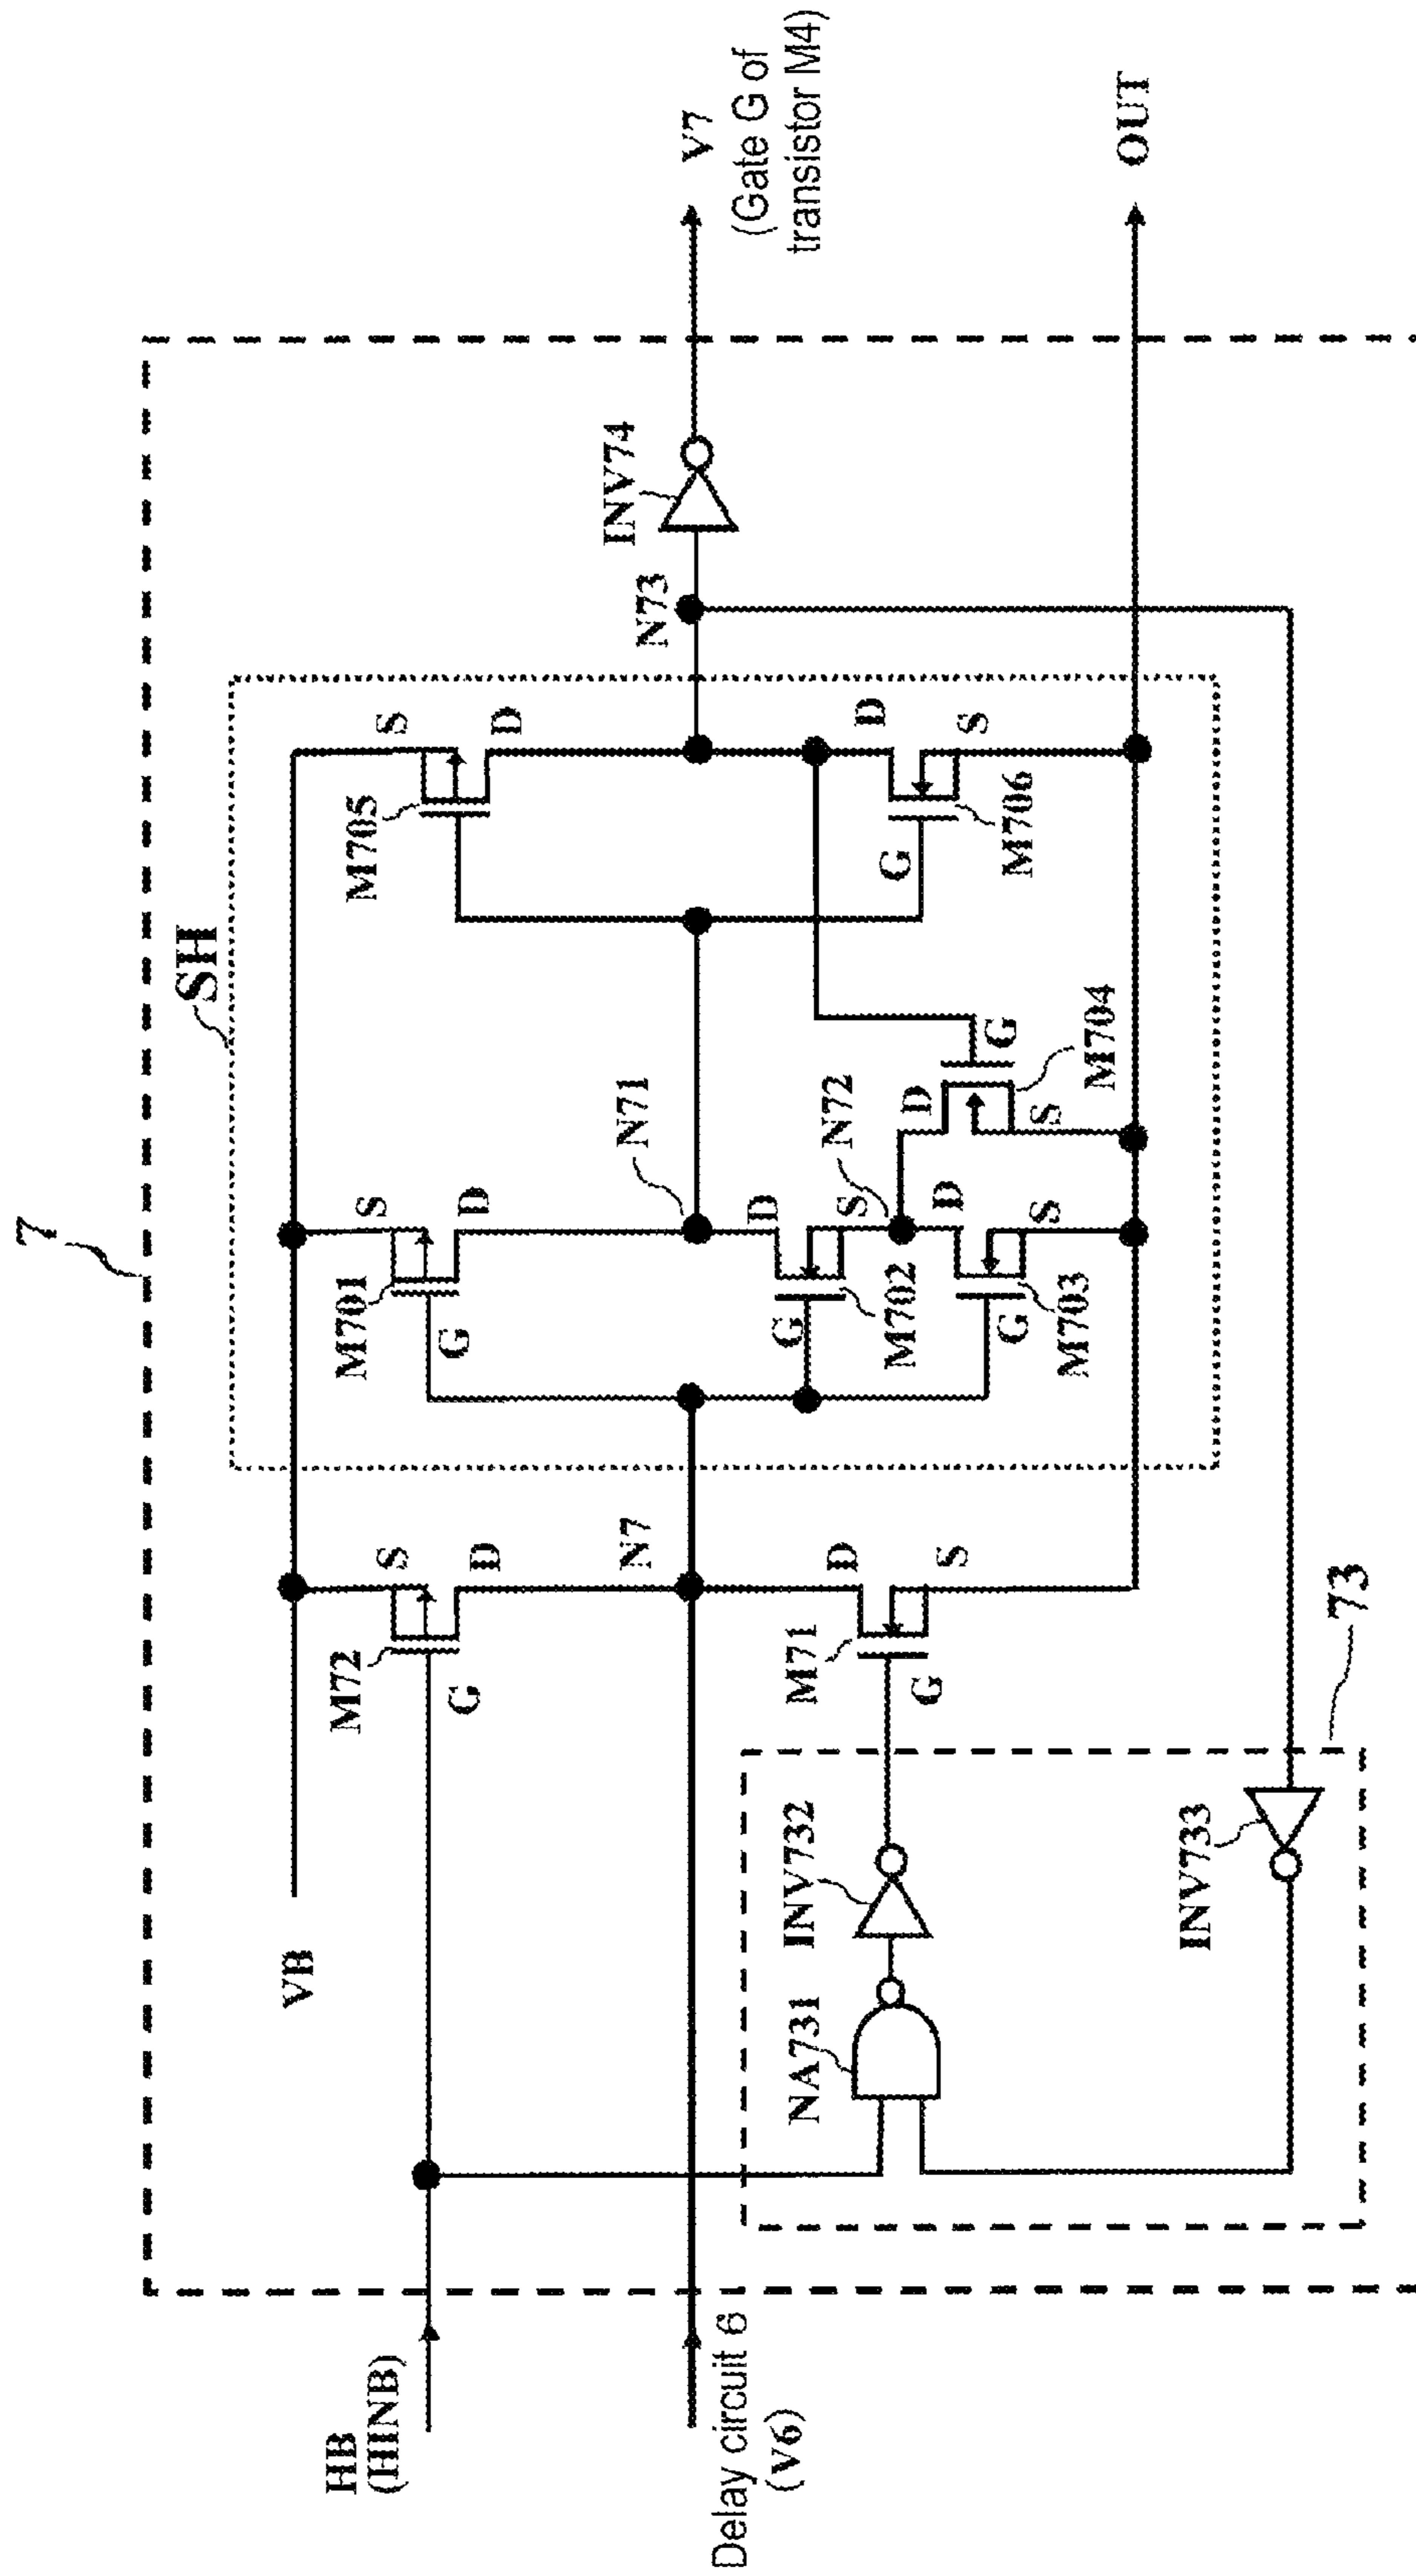 7
SH
VB
HB
(HINB)
Delay circuit 6
(V6)
M72
S
D
G
N7
M71
D
S
G
NA731
INV732
INV733
73
M701
S
D
G
N71
D
S
G
M702
N72
D
S
G
M703
D
S
G
M704
M705
S
D
D
S
G
M706
N73
INV74
V7
(Gate G of
transistor M4)
OUT